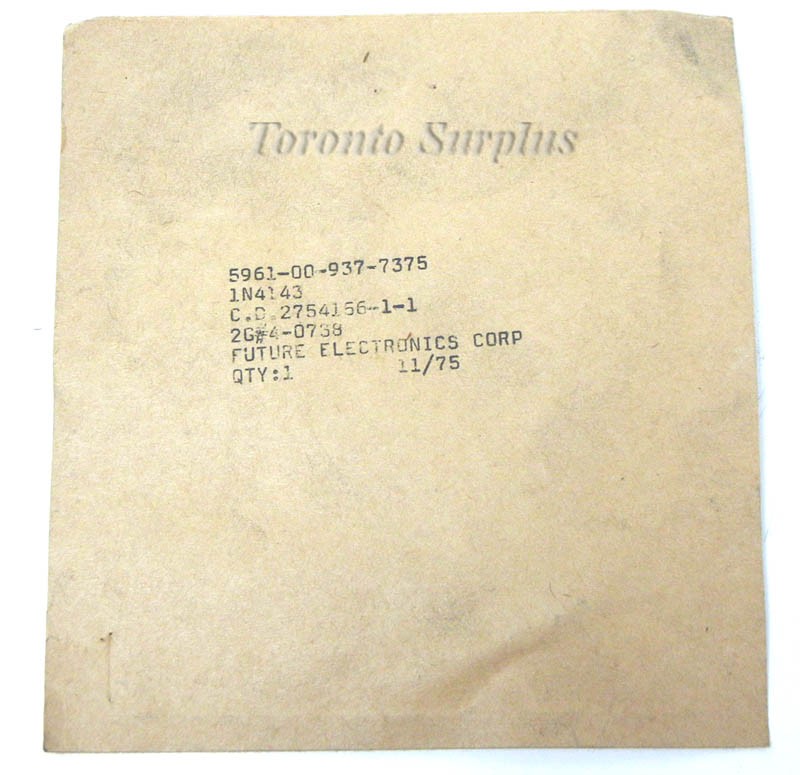 Toronto Surplus
5961-00-937-7375
1N4143
C.D.2754156-1-1
2G#4-0738
FUTURE ELECTRONICS CORP
QTY:1 11/75